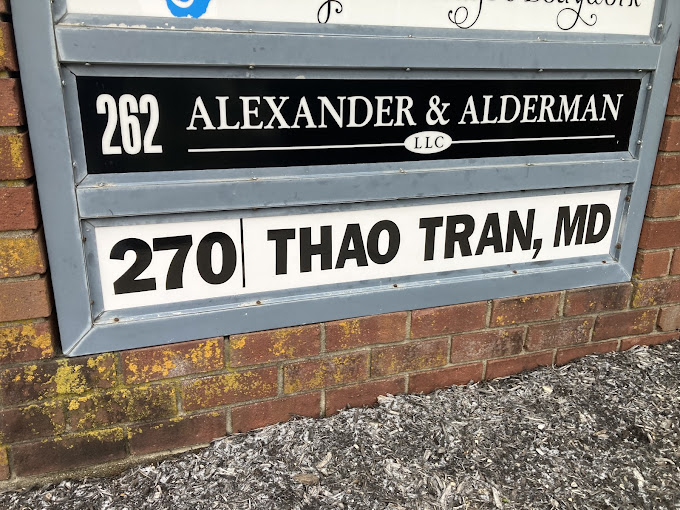 262 ALEXANDER & ALDERMAN
LLC
270 THAO TRAN, MD